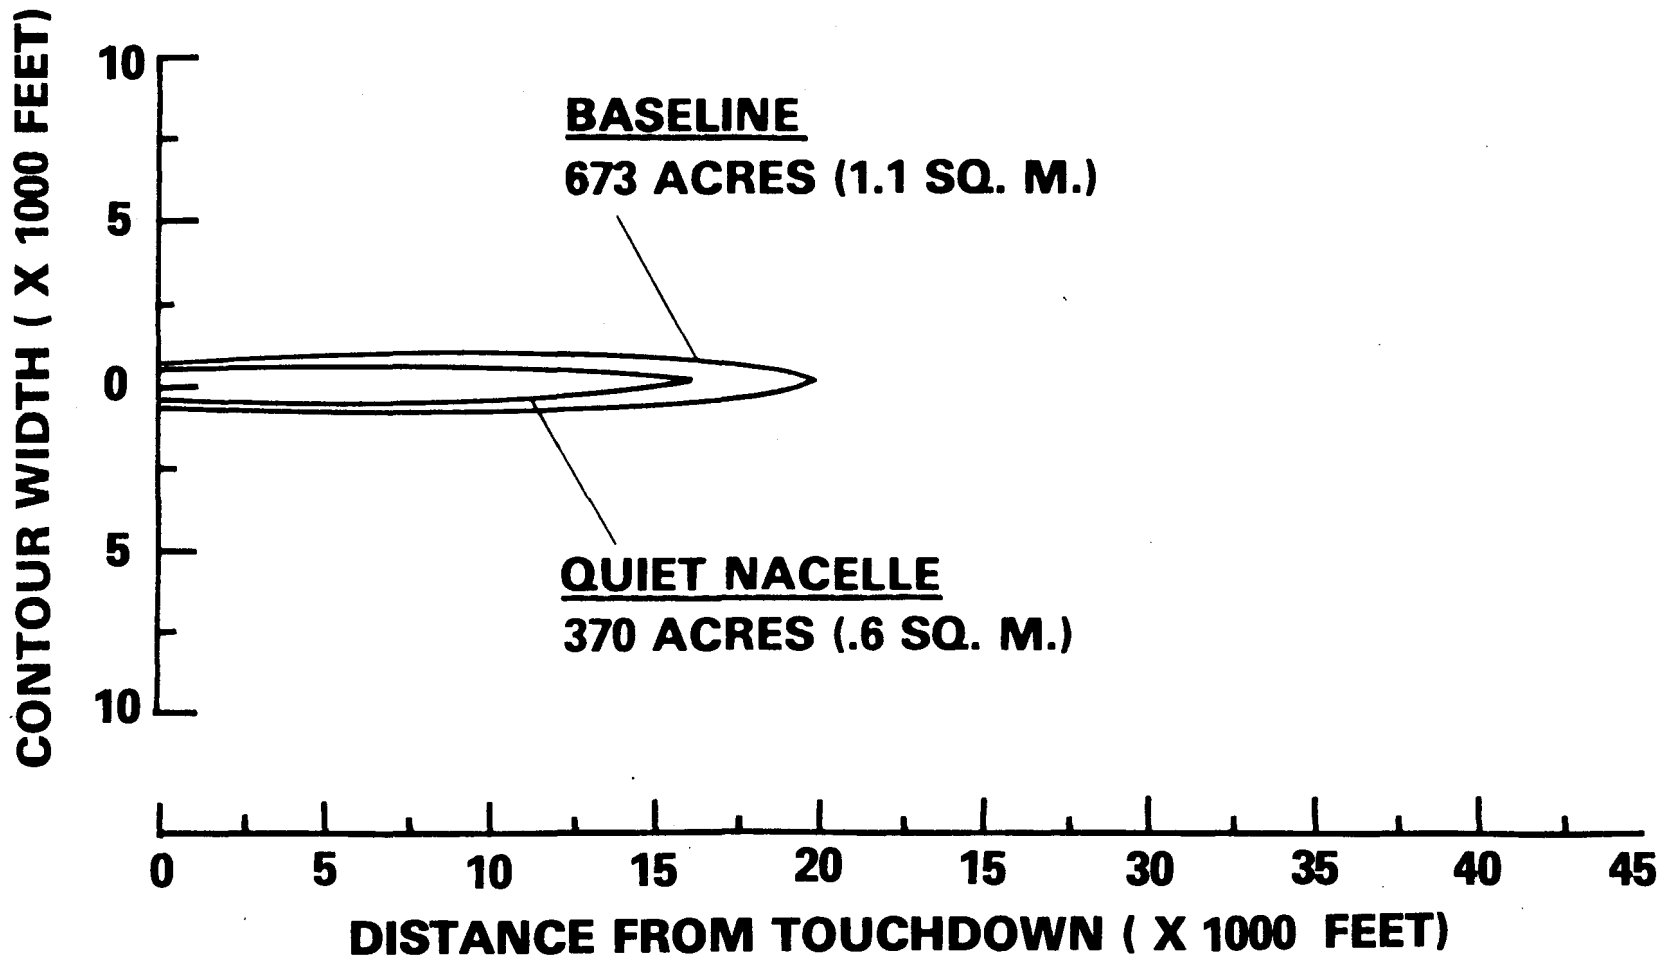 CONTOUR WIDTH ( X 1000 FEET)
10
5
0
5
10
BASELINE
673 ACRES (1.1 SQ. M.)
QUIET NACELLE
370 ACRES (.6 SQ. M.)
0 5 10 15 20 15 30 35 40 45
DISTANCE FROM TOUCHDOWN ( X 1000 FEET)